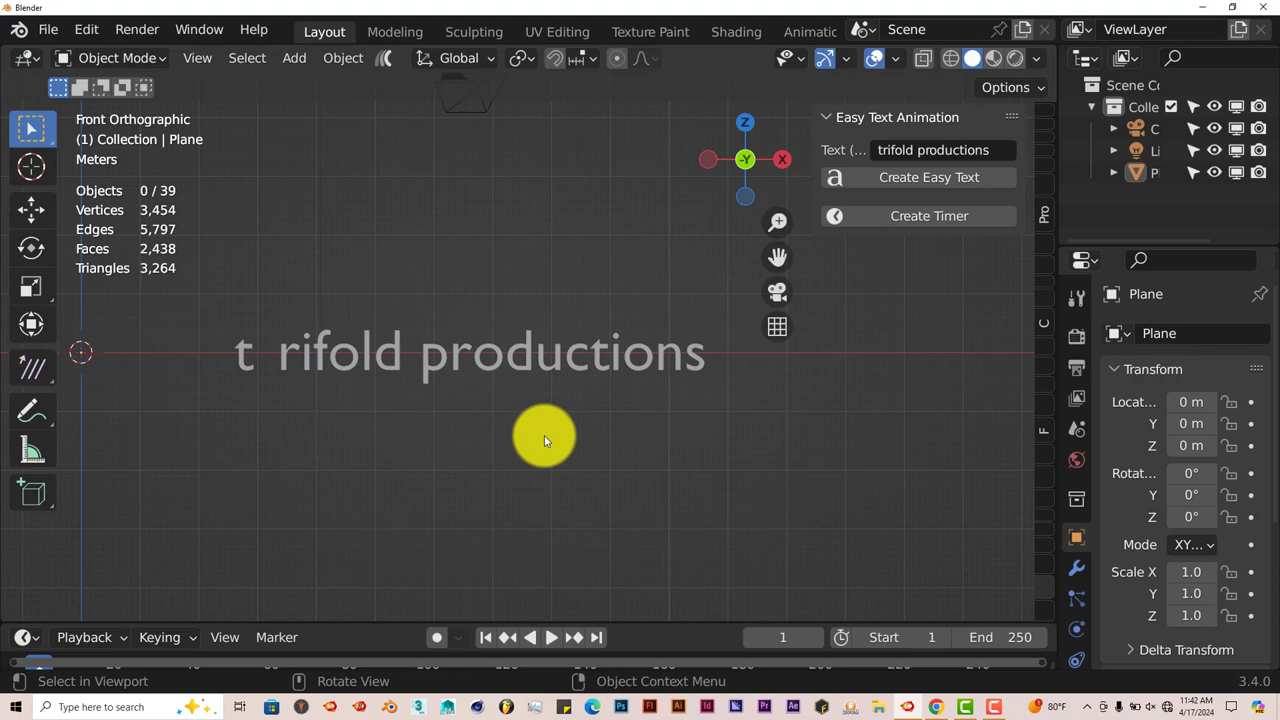 Blender
File Edit Render Window Help Layout Modeling Sculpting UV Editing Texture Paint Shading Animatic Scene ViewLayer
Object Mode View Select Add Object Global
Options
Front Orthographic
(1) Collection | Plane
Meters
Objects 0 / 39
Vertices 3,454
Edges 5,797
Faces 2,438
Triangles 3,264
Z
X
-Y
Easy Text Animation
Text (... trifold productions
a Create Easy Text
Create Timer
Pro
C
F
t rifold productions
Scene Co
Colle
C
Li
P
Plane
Plane
Transform
Locat... 0 m
Y 0 m
Z 0 m
Rotat... 0°
Y 0°
Z 0°
Mode XY...
Scale X 1.0
Y 1.0
Z 1.0
Delta Transform
Playback Keying View Marker 1 Start 1 End 250
Select in Viewport Rotate View Object Context Menu 3.4.0
Type here to search 80°F 11:42 AM
4/17/2024